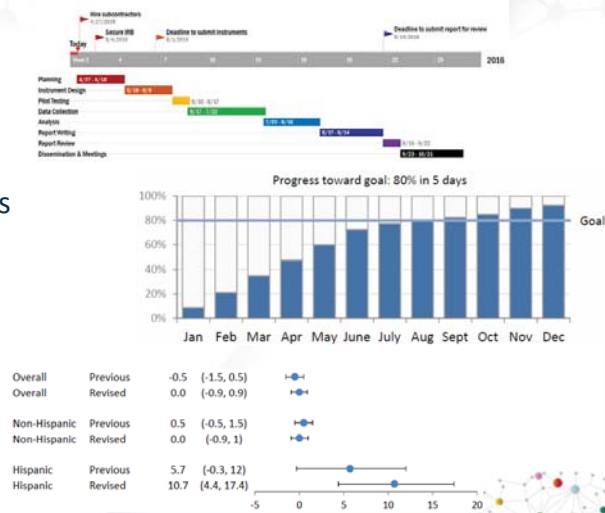 Hire subcontractors
Secure IRB
Deadline to submit instruments
Deadline to submit report for review
Today
2016
Planning
Instrument Design
Pilot Testing
Data Collection
Analysis
Report Writing
Report Review
Dissemination & Meetings
s
Progress toward goal: 80% in 5 days
100%
80%
60%
40%
20%
0%
Goal
Jan Feb Mar Apr May June July Aug Sept Oct Nov Dec
Overall Previous -0.5 (-1.5, 0.5)
Overall Revised 0.0 (-0.9, 0.9)
Non-Hispanic Previous 0.5 (-0.5, 1.5)
Non-Hispanic Revised 0.0 (-0.9, 1)
Hispanic Previous 5.7 (-0.3, 12)
Hispanic Revised 10.7 (4.4, 17.4)
-5 0 5 10 15 20